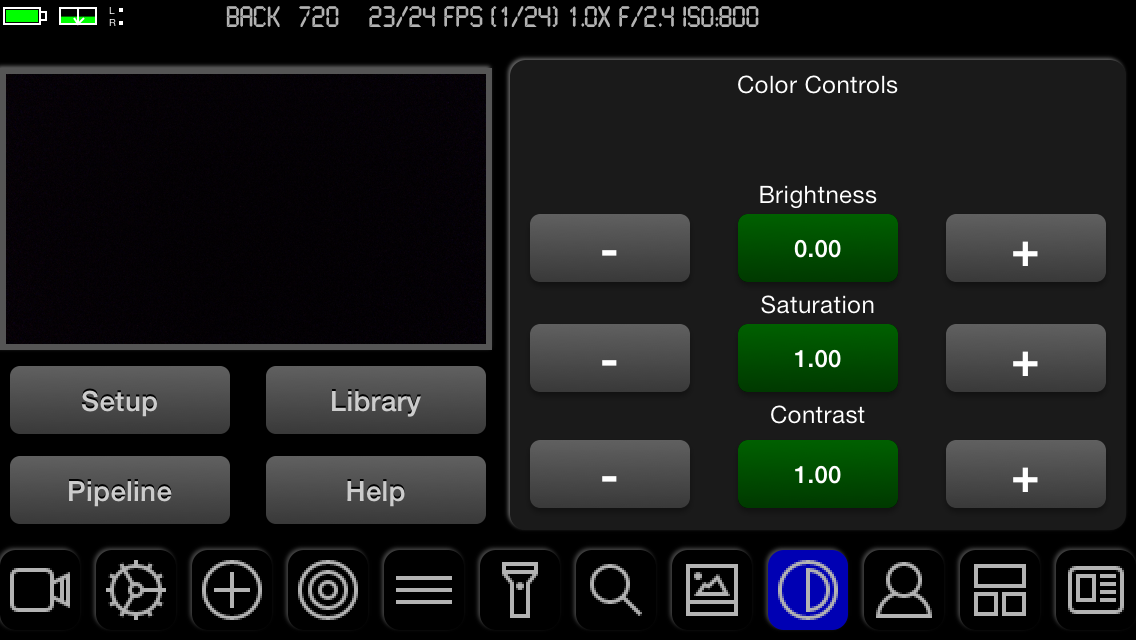 L
R
BACK 720 23/24 FPS (1/24) 1.0X F/2.4 ISO:800
Color Controls
Brightness
- 0.00 +
Saturation
- 1.00 +
Contrast
- 1.00 +
Setup Library
Pipeline Help